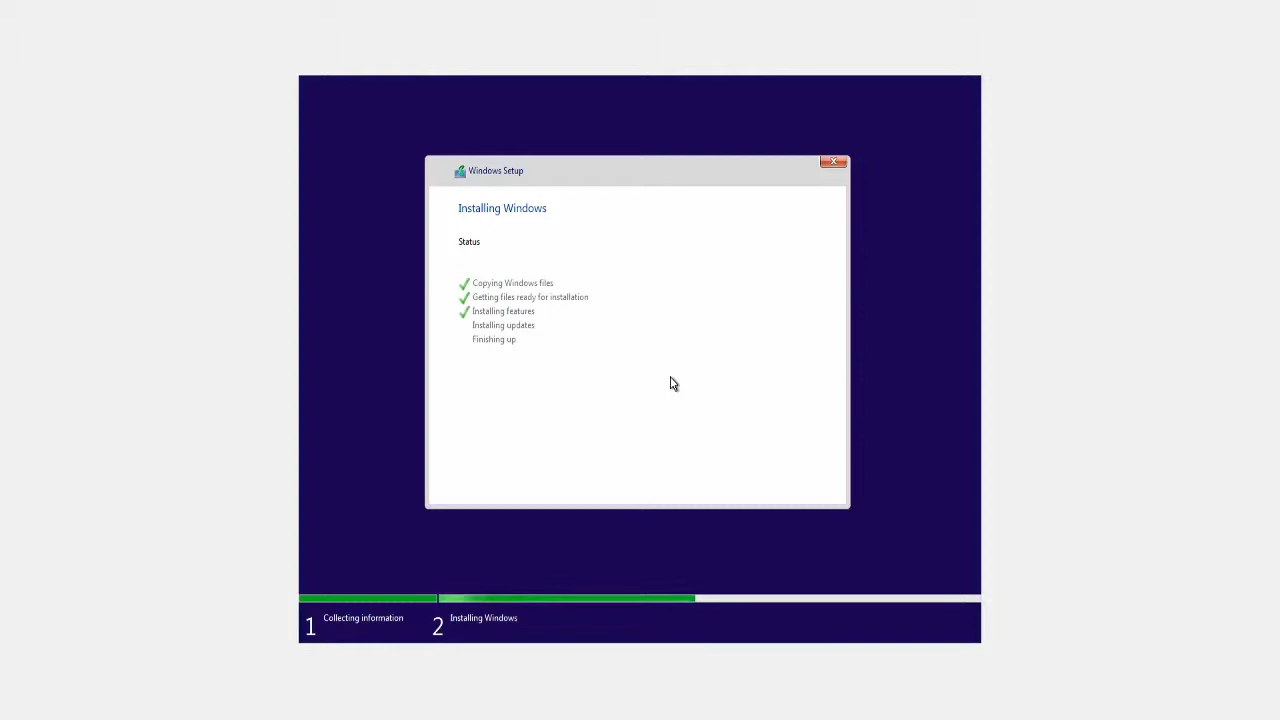 Windows Setup
Installing Windows
Status
Copying Windows files
Getting files ready for installation
Installing features
Installing updates
Finishing up
1 Collecting information
2 Installing Windows